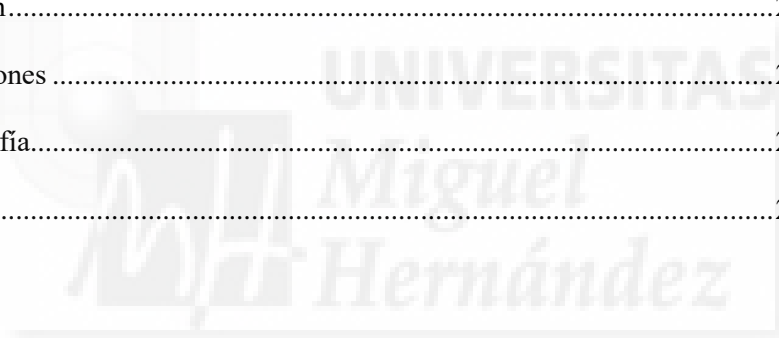 n..........................................................................................................
ones ....................................................................................................
UNIVERSITAS
fía.......................................................................................................
Miguel
...........................................................................................................
Hernández